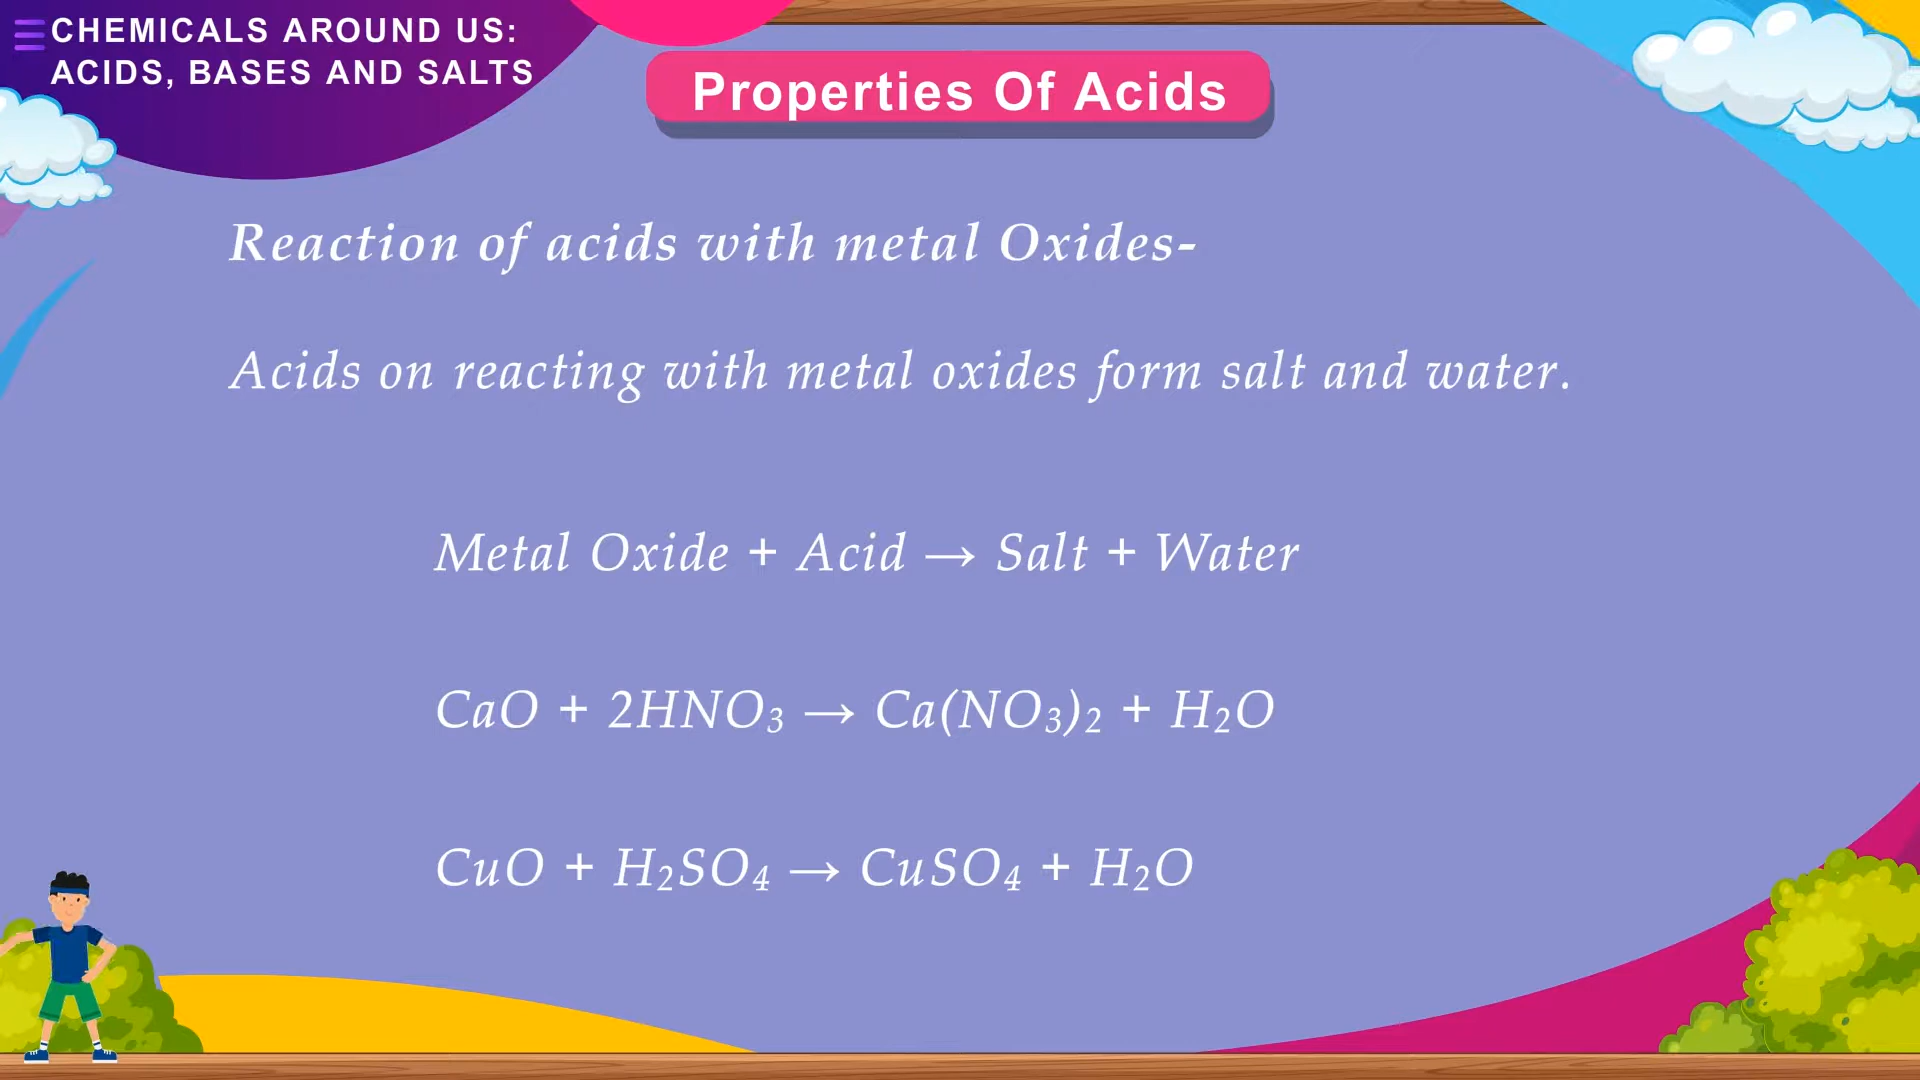 CHEMICALS AROUND US:
ACIDS, BASES AND SALTS
Properties Of Acids
Reaction of acids with metal Oxides-
Acids on reacting with metal oxides form salt and water.
Metal Oxide + Acid → Salt + Water
CaO + 2HNO₃ → Ca(NO₃)₂ + H₂O
CuO + H₂SO₄ → CuSO₄ + H₂O